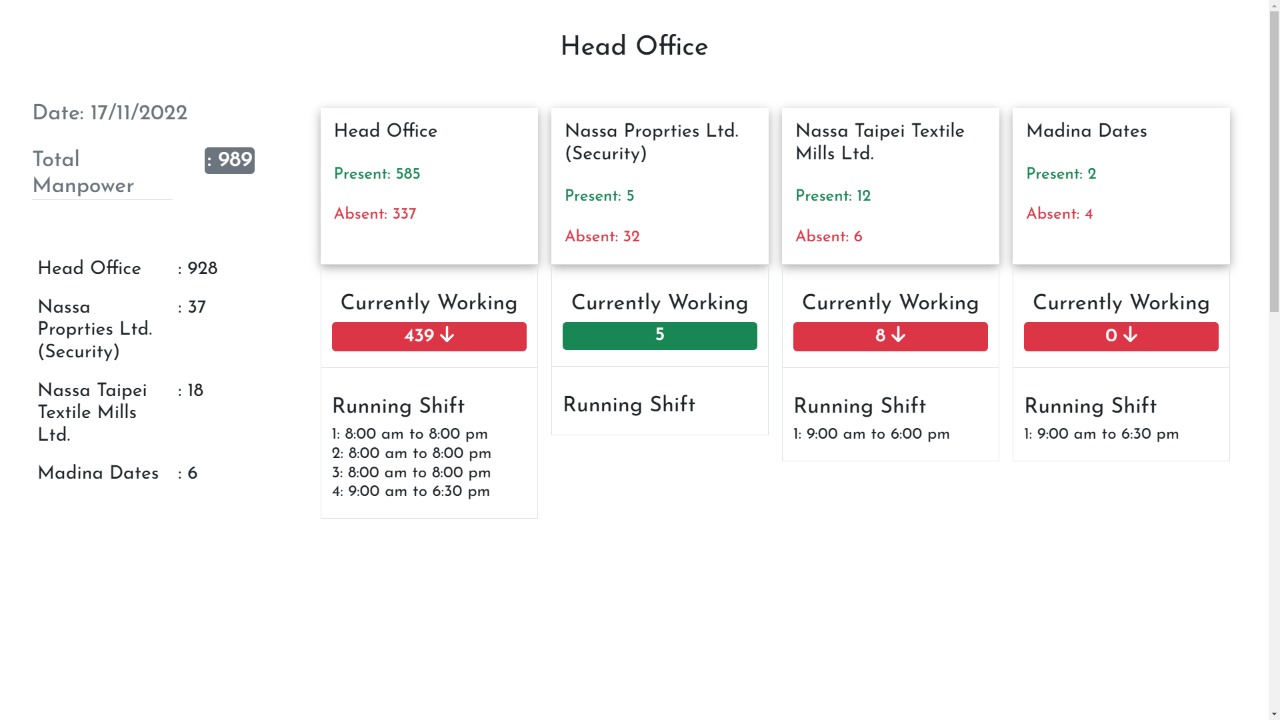 Head Office
Date: 17/11/2022
Total
Manpower
: 989
Head Office : 928
Nassa
Proprties Ltd.
(Security)
: 37
Nassa Taipei
Textile Mills
Ltd.
: 18
Madina Dates : 6
Head Office
Present: 585
Absent: 337
Currently Working
439 ↓
Running Shift
1: 8:00 am to 8:00 pm
2: 8:00 am to 8:00 pm
3: 8:00 am to 8:00 pm
4: 9:00 am to 6:30 pm
Nassa Proprties Ltd.
(Security)
Present: 5
Absent: 32
Currently Working
5
Running Shift
Nassa Taipei Textile
Mills Ltd.
Present: 12
Absent: 6
Currently Working
8 ↓
Running Shift
1: 9:00 am to 6:00 pm
Madina Dates
Present: 2
Absent: 4
Currently Working
0 ↓
Running Shift
1: 9:00 am to 6:30 pm